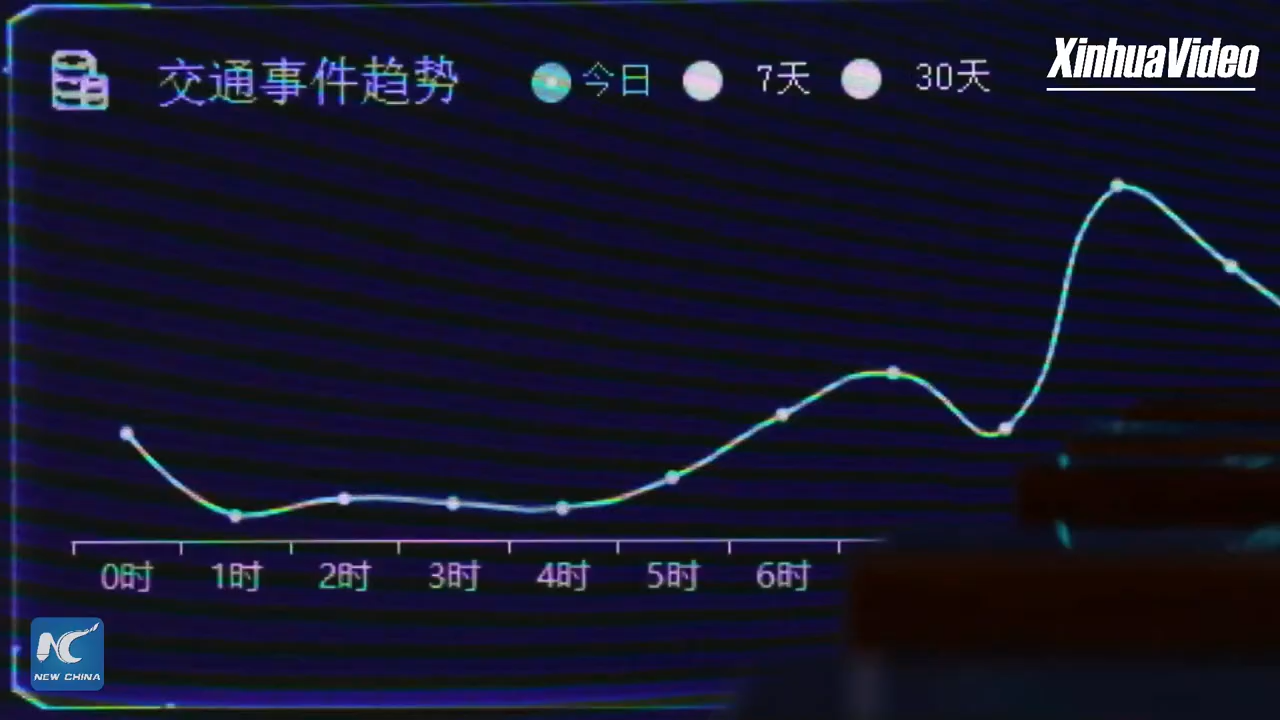 交通事件趋势
今日 7天 30天
XinhuaVideo
0时 1时 2时 3时 4时 5时 6时
NC
NEW CHINA